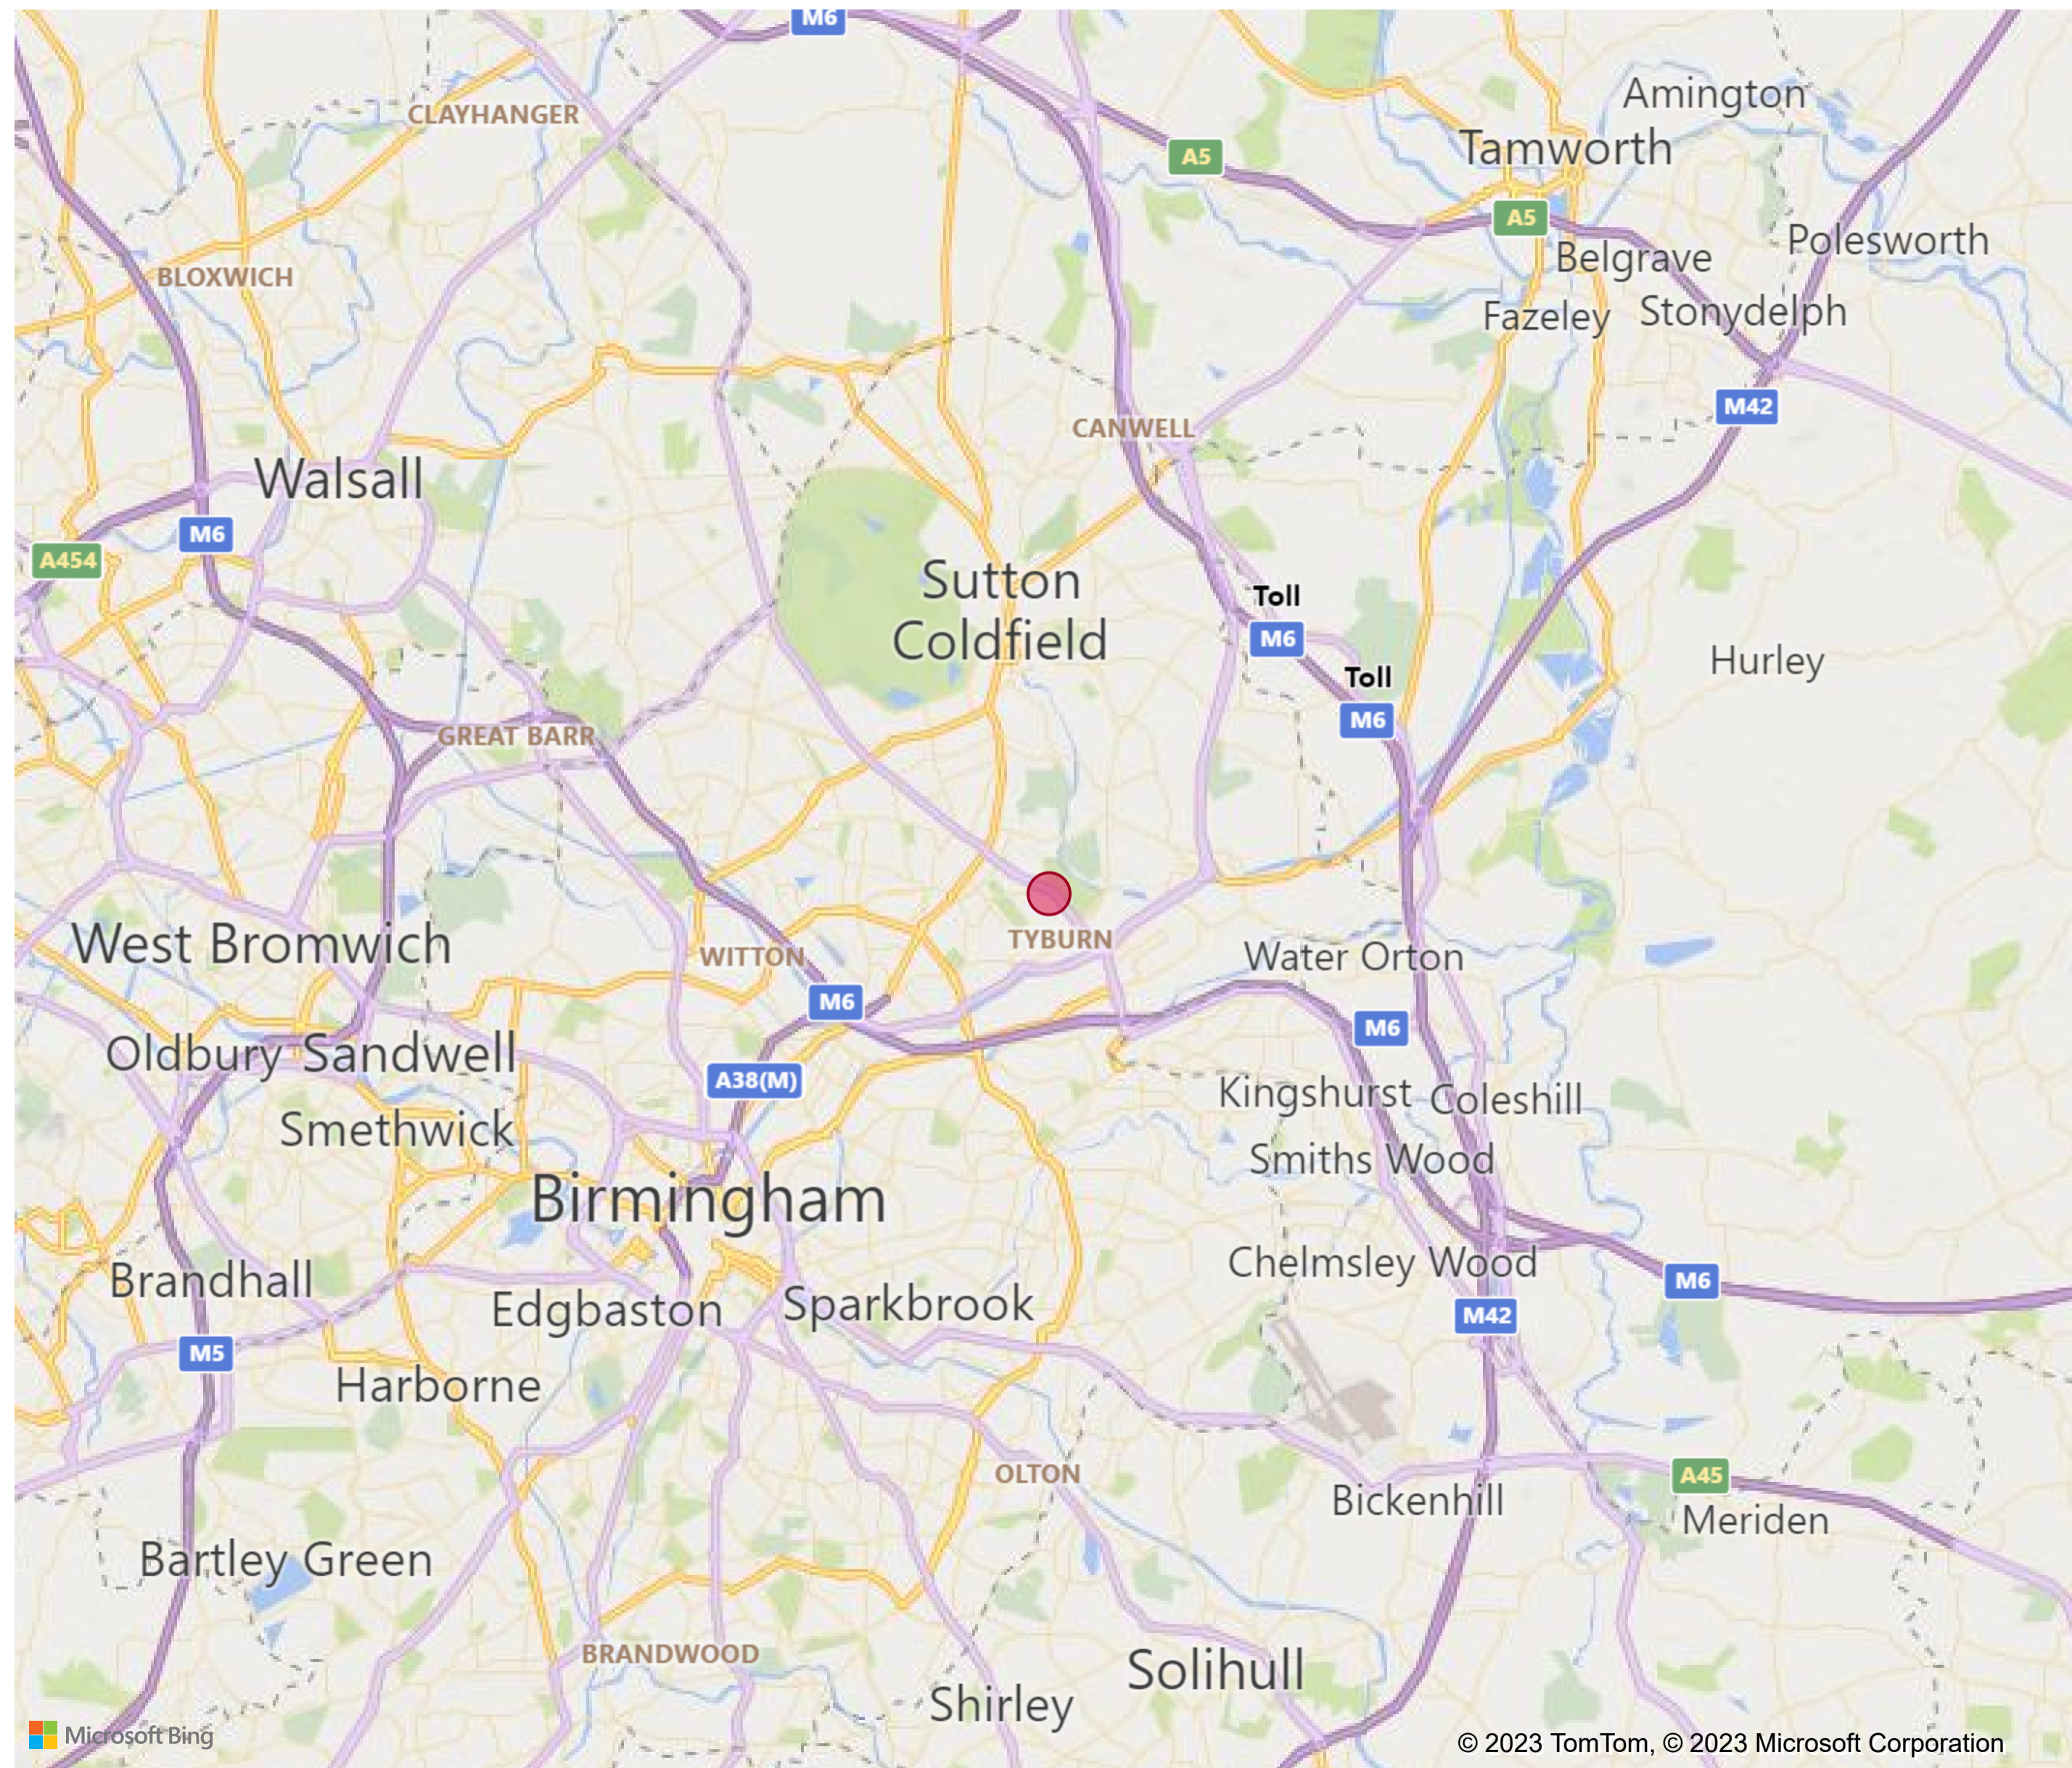 M6
Amington
CLAYHANGER
Tamworth
A5
A5
Polesworth
Belgrave
BLOXWICH
Fazeley
Stonydelph
M42
CANWELL
Walsall
M6
A454
Sutton
Coldfield
Toll
M6
Hurley
Toll
M6
GREAT BARR
West Bromwich
TYBURN
WITTON
Water Orton
M6
M6
Oldbury
Sandwell
A38(M)
Kingshurst
Coleshill
Smethwick
Smiths Wood
Birmingham
Chelmsley Wood
Brandhall
M6
Edgbaston
Sparkbrook
M42
M5
Harborne
OLTON
A45
Bickenhill
Meriden
Bartley Green
BRANDWOOD
Solihull
Shirley
Microsoft Bing
© 2023 TomTom, © 2023 Microsoft Corporation